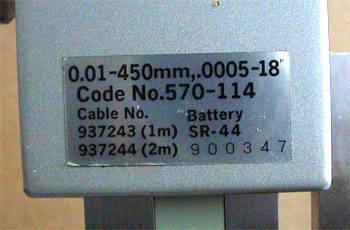 0.01-450mm,.0005-18"
Code No.570-114
Cable No. Battery
937243 (1m) SR-44
937244 (2m) 900347